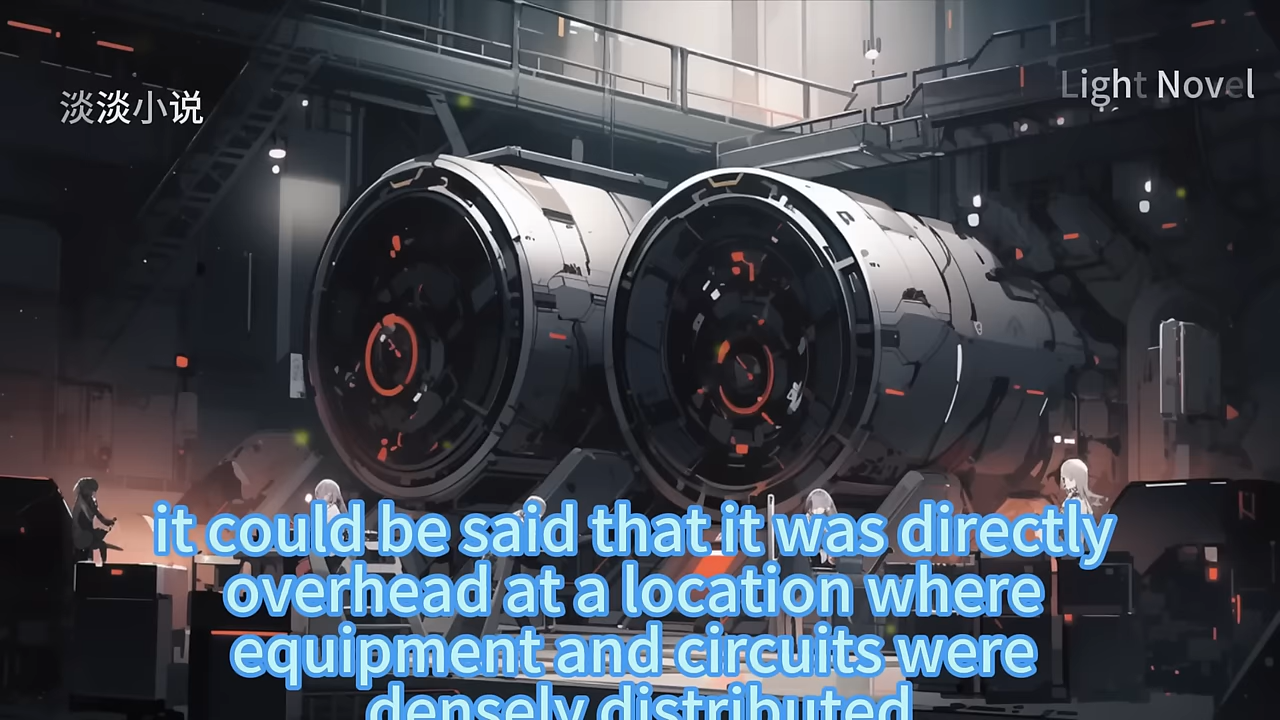 淡淡小说
Light Novel
it could be said that it was directly
overhead at a location where
equipment and circuits were
densely distributed